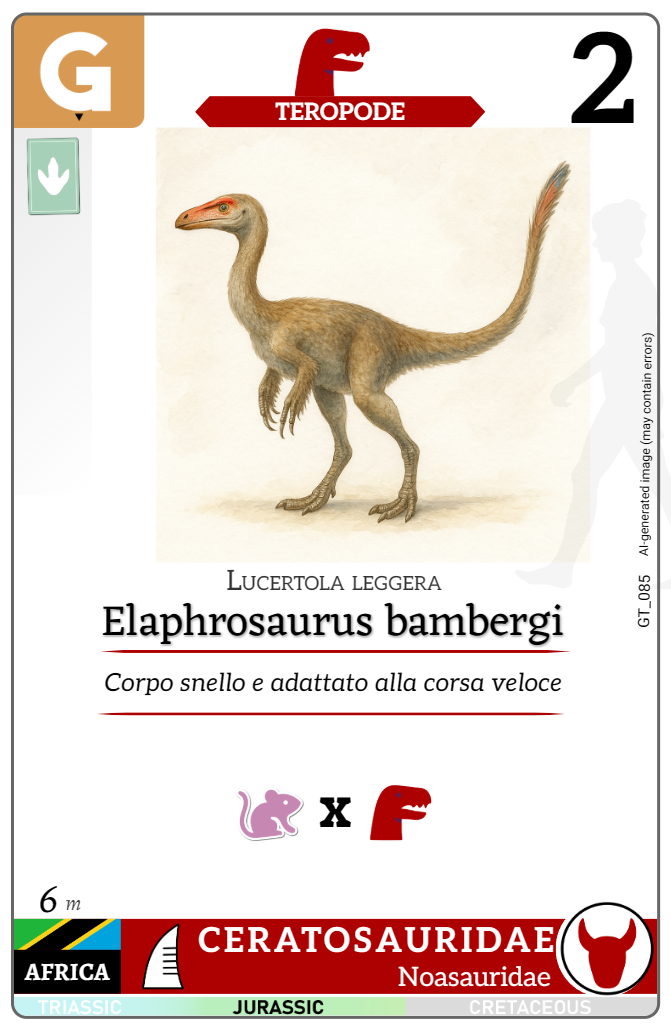 G
TEROPODE
2
AI-generated image (may contain errors)
GT_085
Lucertola leggera
Elaphrosaurus bambergi
Corpo snello e adattato alla corsa veloce
x
6 m
AFRICA
CERATOSAURIDAE
Noasauridae
TRIASSIC JURASSIC CRETACEOUS